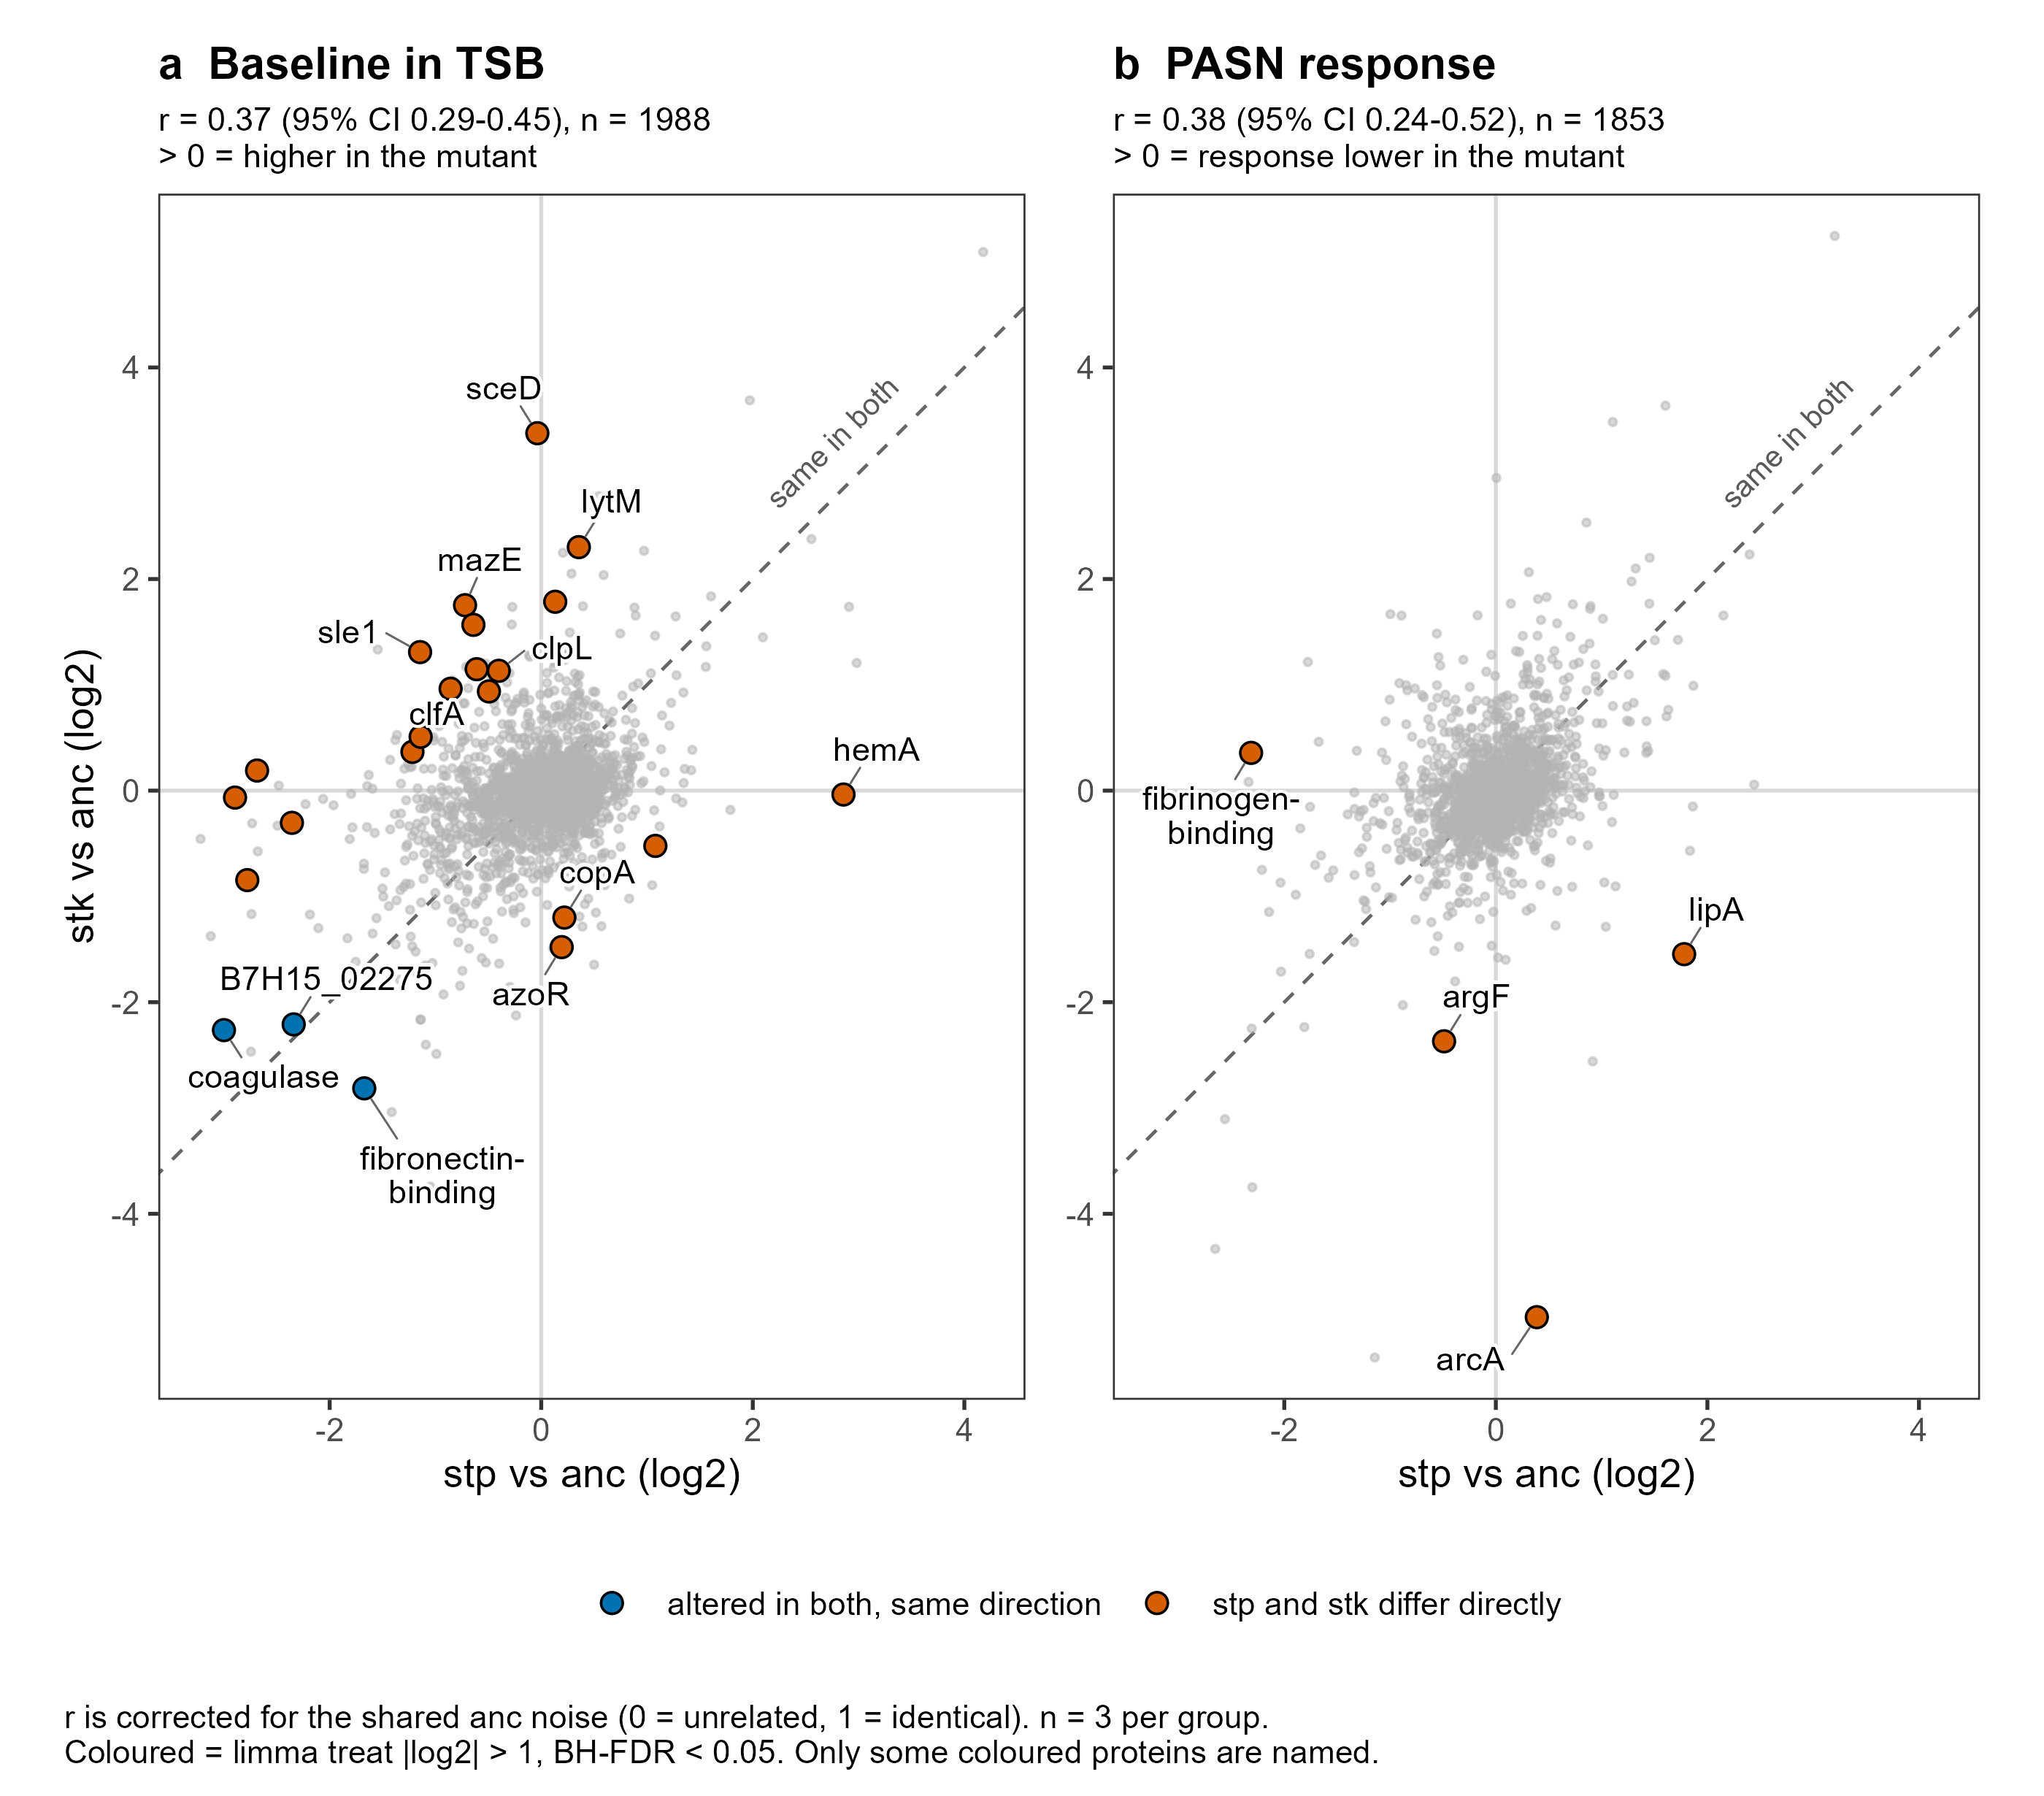 a  Baseline in TSB
r = 0.37 (95% CI 0.29-0.45), n = 1988
> 0 = higher in the mutant
b  PASN response
r = 0.38 (95% CI 0.24-0.52), n = 1853
> 0 = response lower in the mutant
stk vs anc (log2)
4
2
0
-2
-4
sceD
lytM
mazE
sle1
clpL
clfA
hemA
copA
azoR
B7H15_02275
coagulase
fibronectin-
binding
same in both
-2
0
2
4
stp vs anc (log2)
4
2
0
-2
-4
same in both
fibrinogen-
binding
lipA
argF
arcA
-2
0
2
4
stp vs anc (log2)
altered in both, same direction
stp and stk differ directly
r is corrected for the shared anc noise (0 = unrelated, 1 = identical). n = 3 per group.
Coloured = limma treat |log2| > 1, BH-FDR < 0.05. Only some coloured proteins are named.